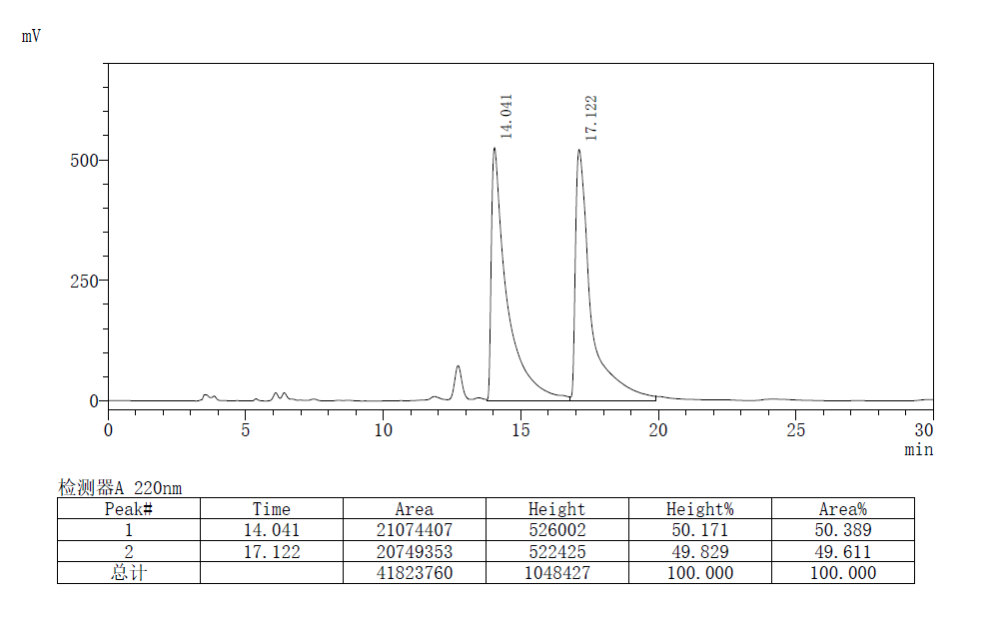 mV
14.041
17.122
500
250
0
0 5 10 15 20 25 30
min
检测器A 220nm
Peak# Time Area Height Height% Area%
1 14.041 21074407 526002 50.171 50.389
2 17.122 20749353 522425 49.829 49.611
总计 41823760 1048427 100.000 100.000